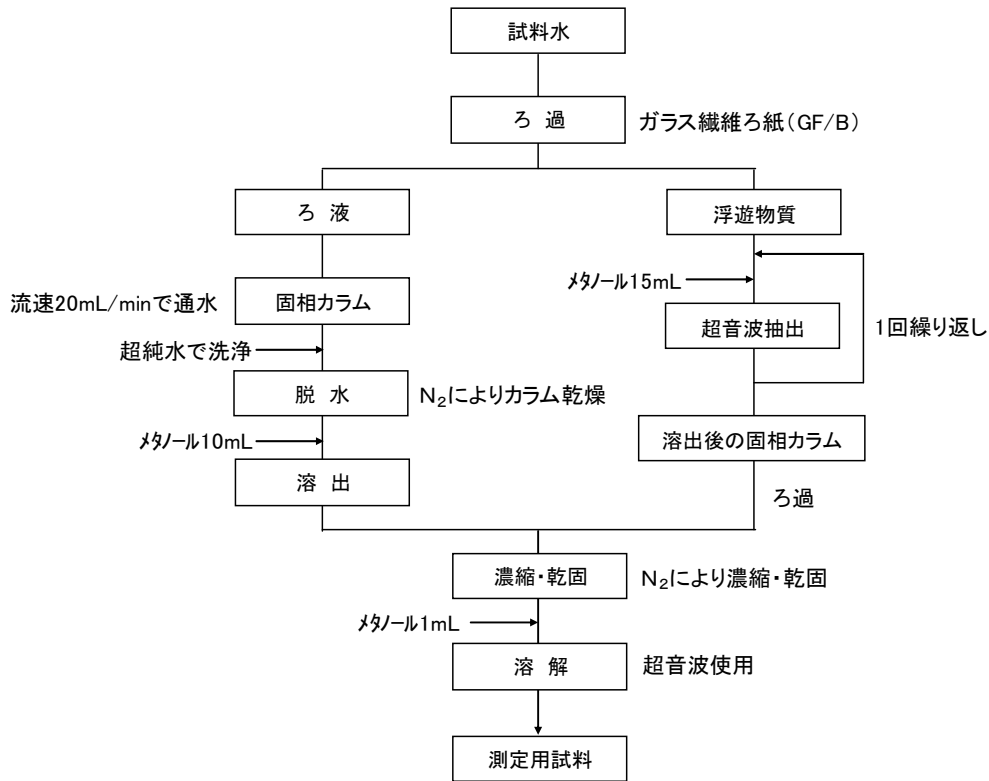 試料水
ろ 過
ガラス繊維ろ紙(GF/B)
ろ 液
浮遊物質
メタノール15mL
流速20mL/minで通水
固相カラム
超音波抽出
1回繰り返し
超純水で洗浄
脱 水
N₂によりカラム乾燥
メタノール10mL
溶出後の固相カラム
溶 出
ろ過
濃縮・乾固
N₂により濃縮・乾固
メタノール1mL
溶 解
超音波使用
測定用試料